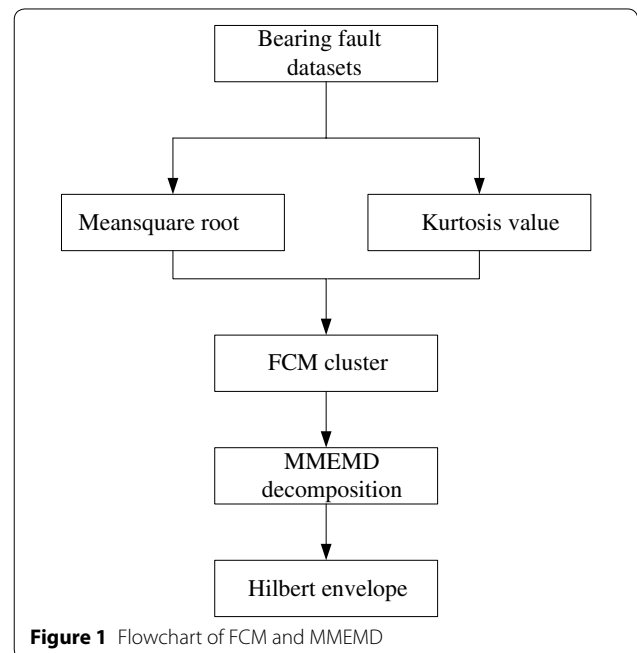 Bearing fault
datasets
Meansquare root
Kurtosis value
FCM cluster
MMEMD
decomposition
Hilbert envelope
Figure 1 Flowchart of FCM and MMEMD